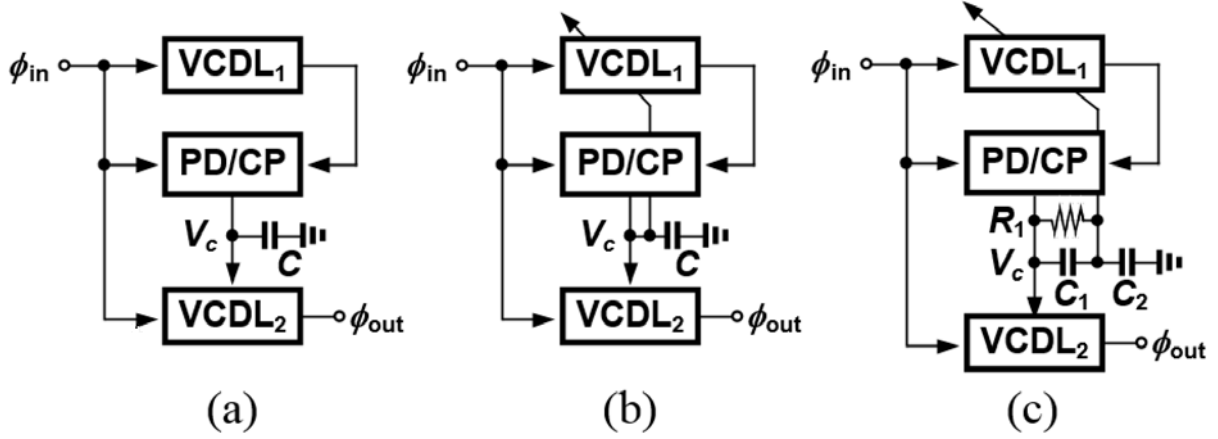 ϕin VCDL1
PD/CP
Vc C
VCDL2 ϕout
(a)
ϕin VCDL1
PD/CP
Vc C
VCDL2 ϕout
(b)
ϕin VCDL1
PD/CP
R1
Vc C1 C2
VCDL2 ϕout
(c)